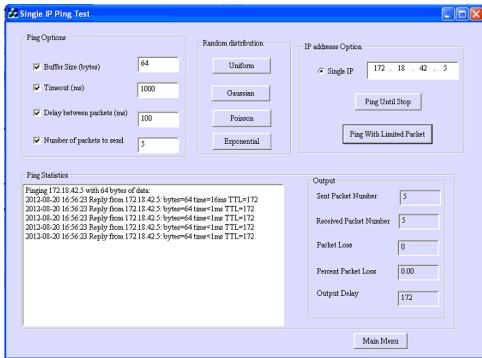 Single IP Ping Test
Ping Options
Buffer Size (bytes) 64
Timeout (ms) 1000
Delay between packets (ms) 100
Number of packets to send 5
Random distribution
Uniform
Gaussian
Poisson
Exponential
IP addresses Option
Single IP 172 . 18 . 42 . 5
Ping Until Stop
Ping With Limited Packet
Ping Statistics
Pinging 172.18.42.5 with 64 bytes of data:
2012-08-20 16:56:23 Reply from 172.18.42.5: bytes=64 time=16ms TTL=172
2012-08-20 16:56:23 Reply from 172.18.42.5: bytes=64 time<1ms TTL=172
2012-08-20 16:56:23 Reply from 172.18.42.5: bytes=64 time<1ms TTL=172
2012-08-20 16:56:23 Reply from 172.18.42.5: bytes=64 time<1ms TTL=172
2012-08-20 16:56:23 Reply from 172.18.42.5: bytes=64 time<1ms TTL=172
Output
Sent Packet Number 5
Received Packet Number 5
Packet Loss 0
Percent Packet Loss 0.00
Output Delay 172
Main Menu